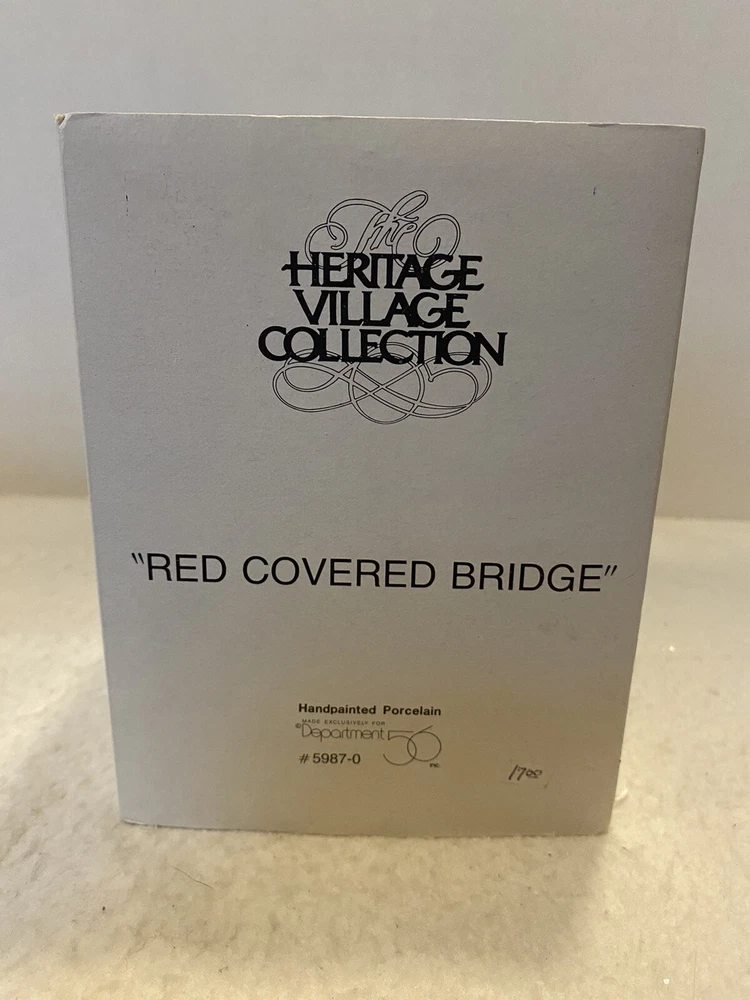 The
HERITAGE
VILLAGE
COLLECTION
"RED COVERED BRIDGE"
Handpainted Porcelain
MADE EXCLUSIVELY FOR
©Department 56 INC.
# 5987-0
17⁰⁰